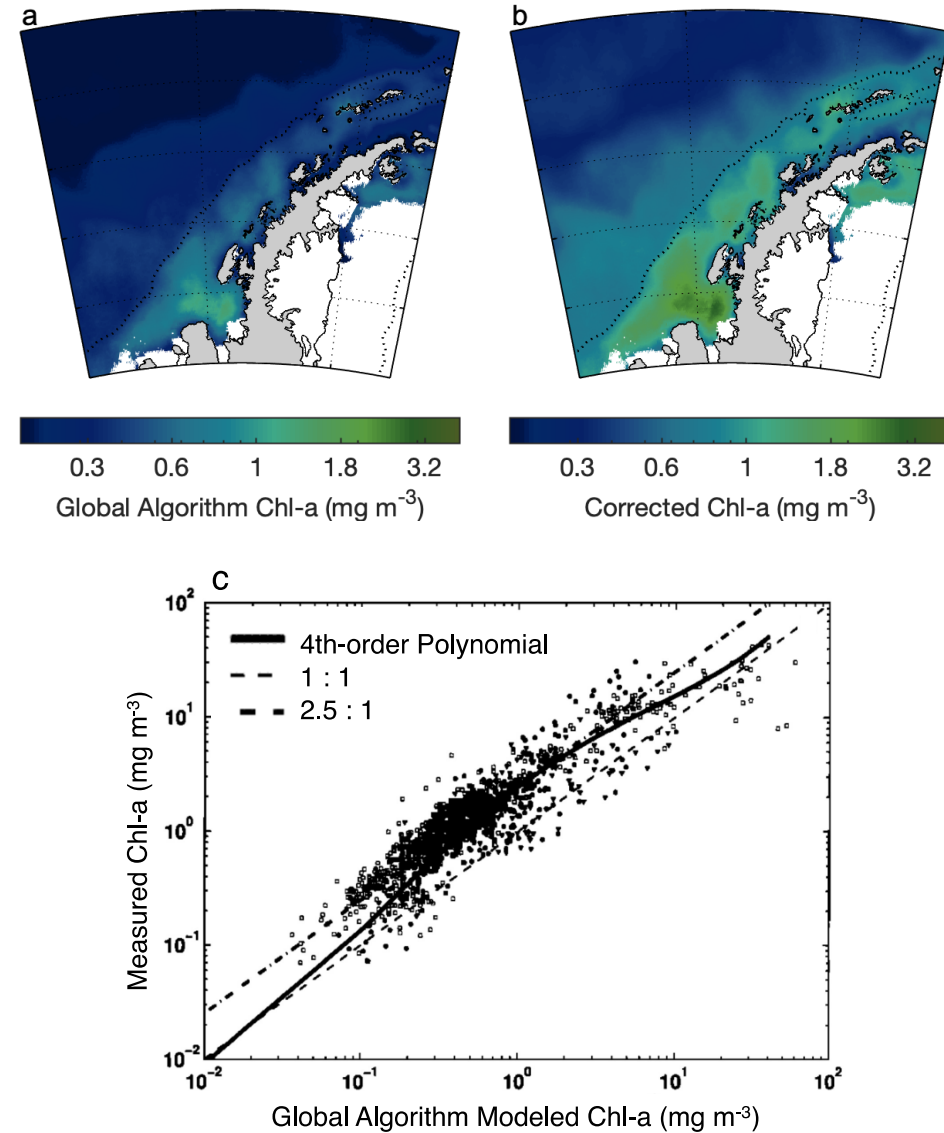 a
b
0.3 0.6 1 1.8 3.2
Global Algorithm Chl-a (mg m⁻³)
0.3 0.6 1 1.8 3.2
Corrected Chl-a (mg m⁻³)
c
4th-order Polynomial
1 : 1
2.5 : 1
10²
10¹
10⁰
10⁻¹
10⁻²
Measured Chl-a (mg m⁻³)
10⁻² 10⁻¹ 10⁰ 10¹ 10²
Global Algorithm Modeled Chl-a (mg m⁻³)